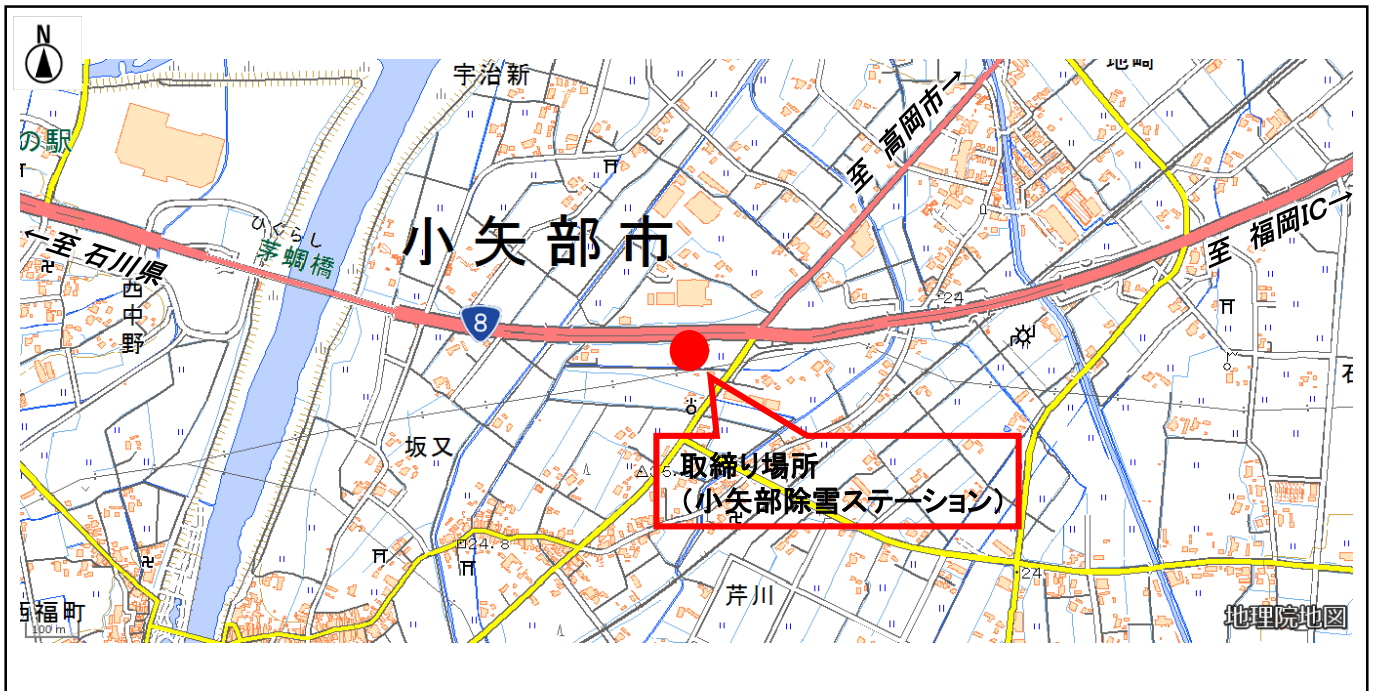 N
宇治新
地崎
の駅
至 高岡市→
ひぐらし
茅蜩橋
小矢部市
←至 石川県
至 福岡IC→
西中野
8
24
坂又
取締り場所
(小矢部除雪ステーション)
24.8
24
芹川
西福町
100 m
地理院地図